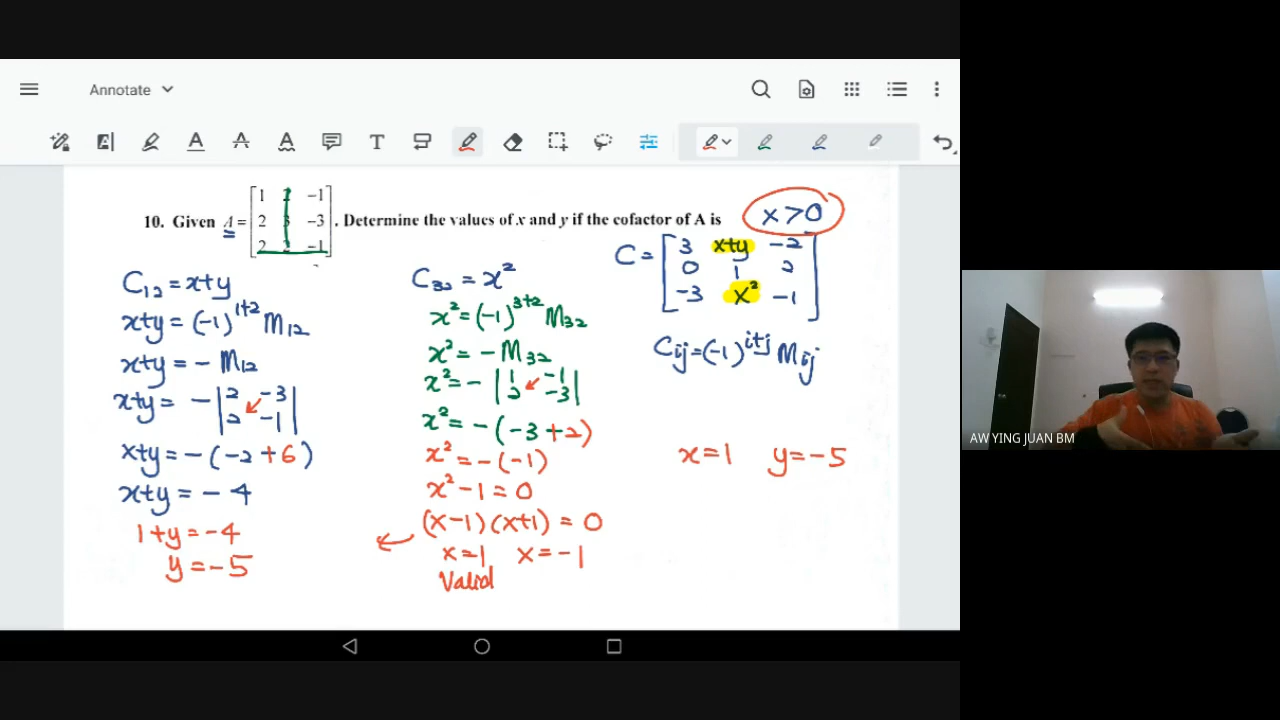 Annotate
10. Given A = [1 2 -1] . Determine the values of x and y if the cofactor of A is
[2 3 -3]
[2 2 -1]
x > 0
C = [3 x+y -2]
[0 1 2]
[-3 x² -1]
Cij = (-1)^i+j Mij
x = 1 y = -5
C12 = x+y
x+y = (-1)^1+2 M12
x+y = - M12
x+y = - |2 -3|
|2 -1|
x+y = -(-2 +6)
x+y = -4
1+y = -4
y = -5
C32 = x²
x² = (-1)^3+2 M32
x² = - M32
x² = - |1 -1|
|2 -3|
x² = -(-3 +2)
x² = -(-1)
x² - 1 = 0
(x-1)(x+1) = 0
x = 1 x = -1
Valid
AW YING JUAN BM